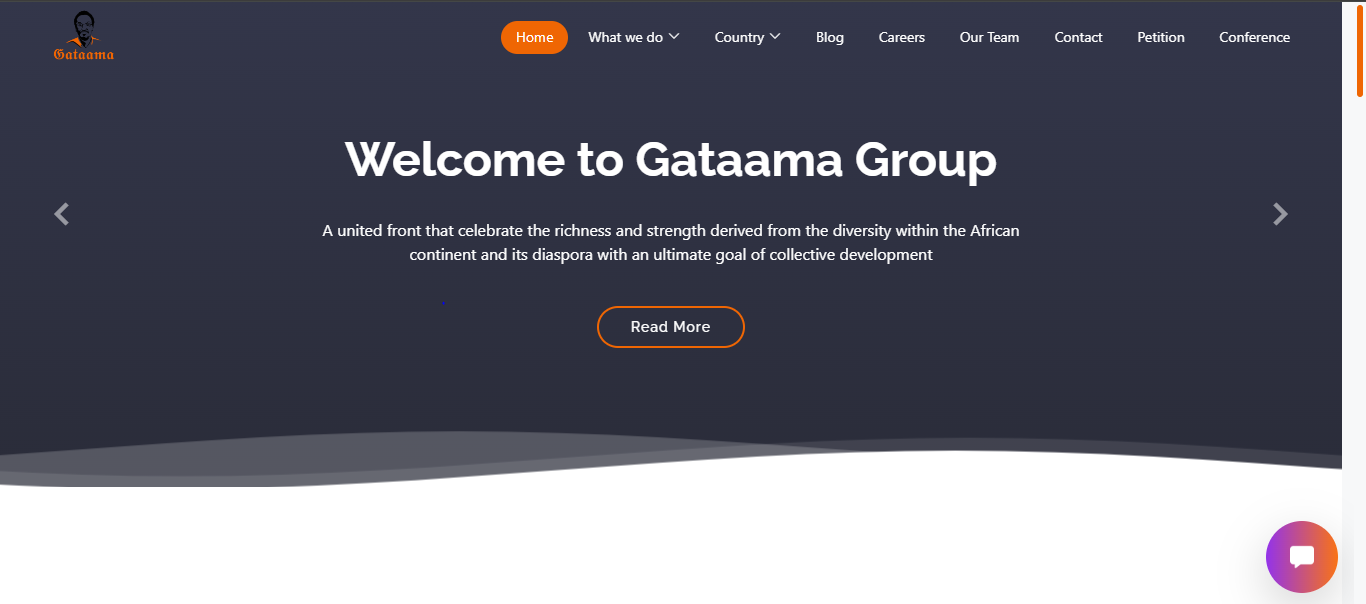 Gataama
Home
What we do
Country
Blog
Careers
Our Team
Contact
Petition
Conference
Welcome to Gataama Group
A united front that celebrate the richness and strength derived from the diversity within the African
continent and its diaspora with an ultimate goal of collective development
Read More